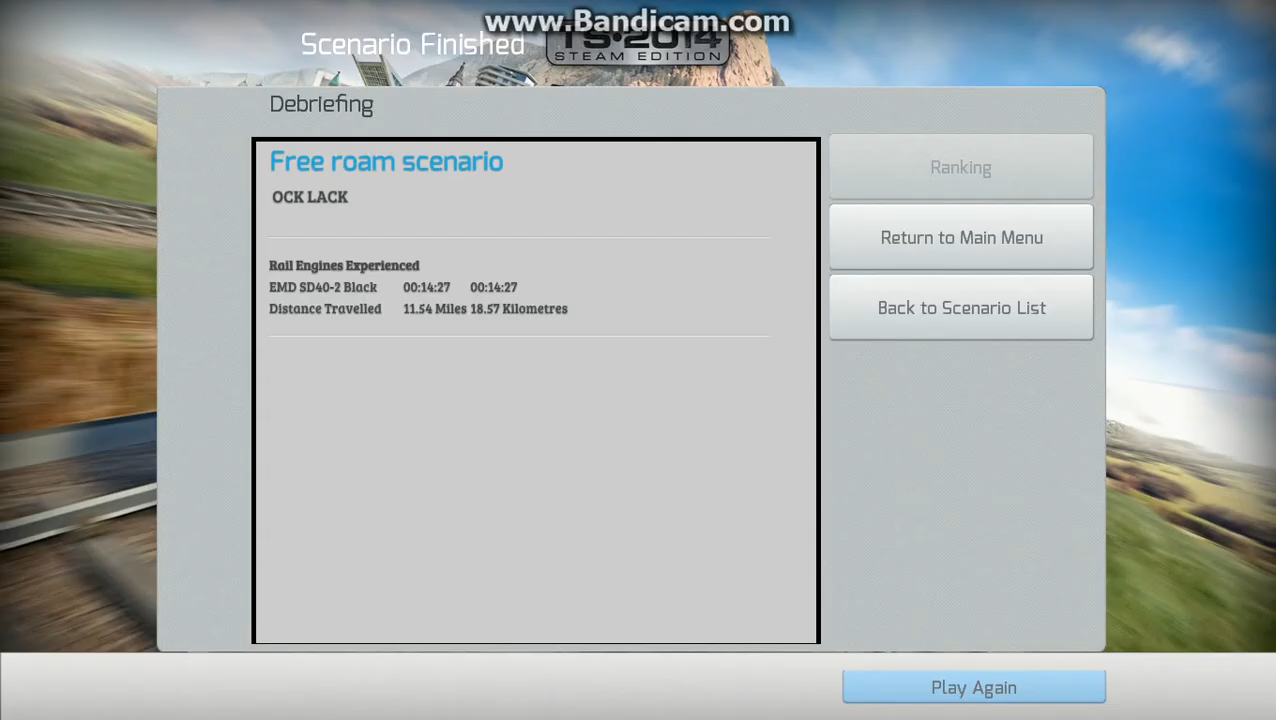 www.Bandicam.com
Scenario Finished
TS•2014
STEAM EDITION
Debriefing
Free roam scenario
OCK LACK
Rail Engines Experienced
EMD SD40-2 Black 00:14:27 00:14:27
Distance Travelled 11.54 Miles 18.57 Kilometres
Ranking
Return to Main Menu
Back to Scenario List
Play Again